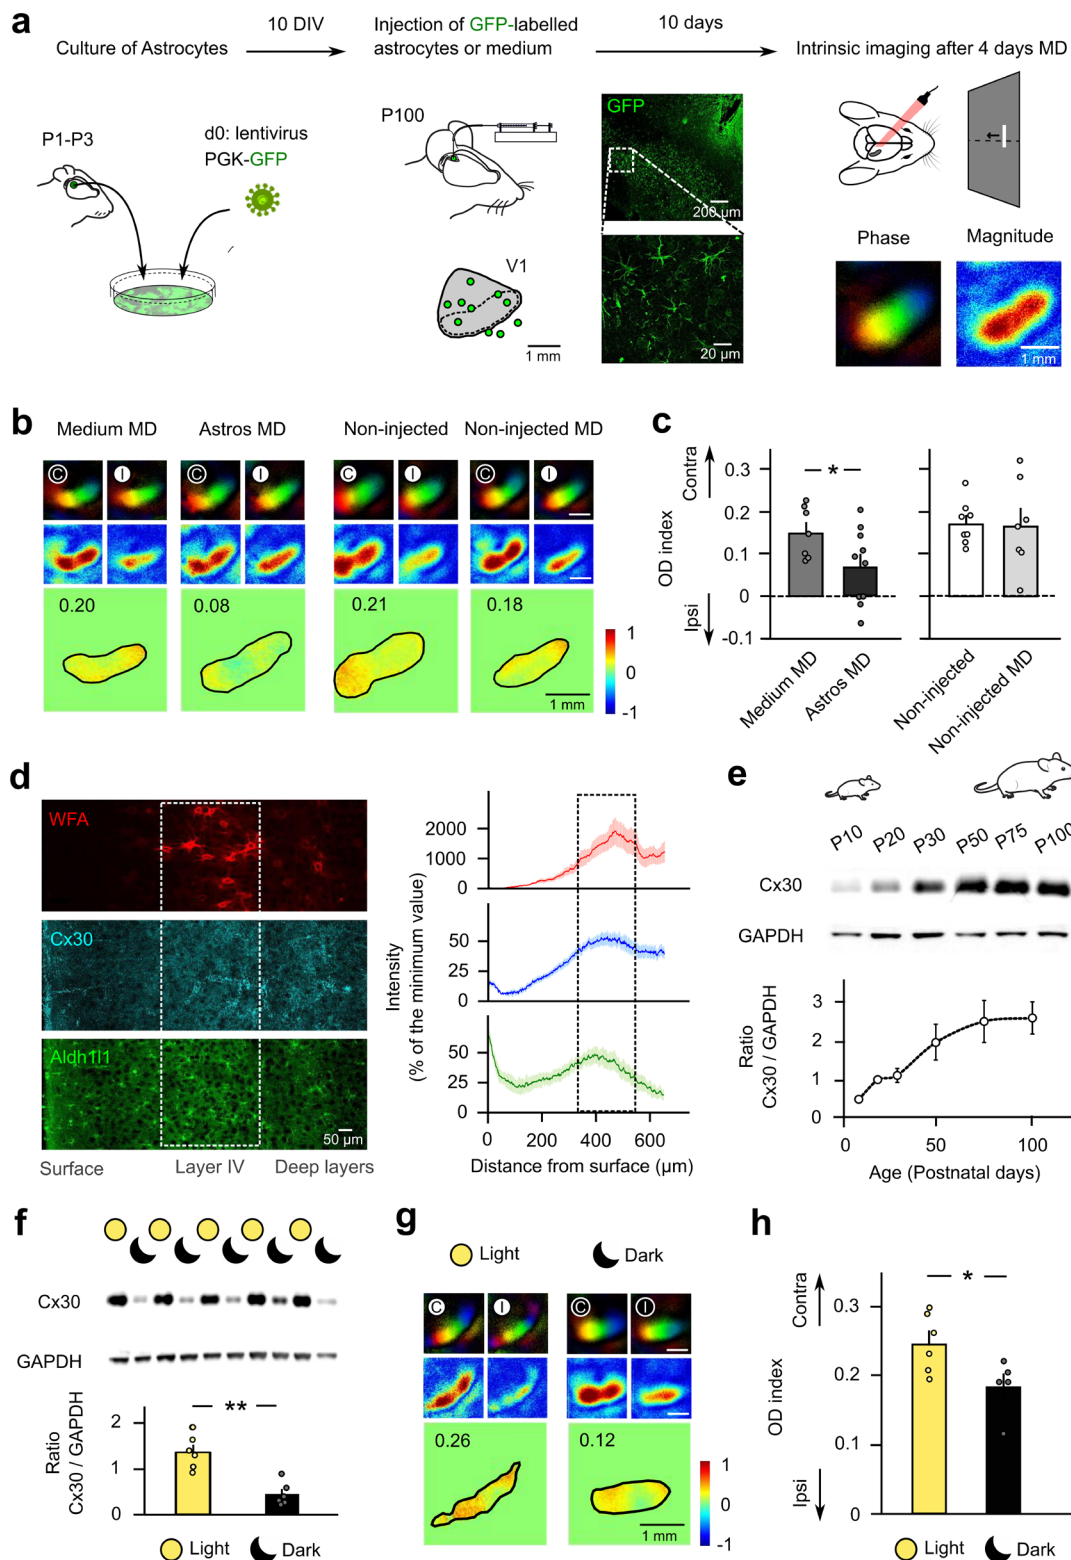 a
10 DIV
10 days
Culture of Astrocytes
Injection of GFP-labelled
astrocytes or medium
Intrinsic imaging after 4 days MD
P1-P3
d0: lentivirus
PGK-GFP
P100
GFP
200 µm
V1
1 mm
20 µm
Phase
Magnitude
1 mm
b
Medium MD
Astros MD
Non-injected
Non-injected MD
C
I
C
I
0.20
0.08
0.21
0.18
1
0
-1
1 mm
c
Contra
OD index
Ipsi
0.3
0.2
0.1
0
-0.1
*
Medium MD
Astros MD
Non-injected
Non-injected MD
d
WFA
Cx30
Aldh1l1
50 µm
Surface
Layer IV
Deep layers
Intensity
(% of the minimum value)
2000
1000
0
50
25
0
50
25
0
0
200
400
600
Distance from surface (µm)
e
P10
P20
P30
P50
P75
P100
Cx30
GAPDH
Ratio
Cx30 / GAPDH
3
2
1
0
0
50
100
Age (Postnatal days)
f
Cx30
GAPDH
Ratio
Cx30 / GAPDH
2
1
0
**
Light
Dark
g
Light
Dark
C
I
C
I
0.26
0.12
1
0
-1
1 mm
h
Contra
OD index
Ipsi
0.3
0.2
0.1
0
*
Light
Dark